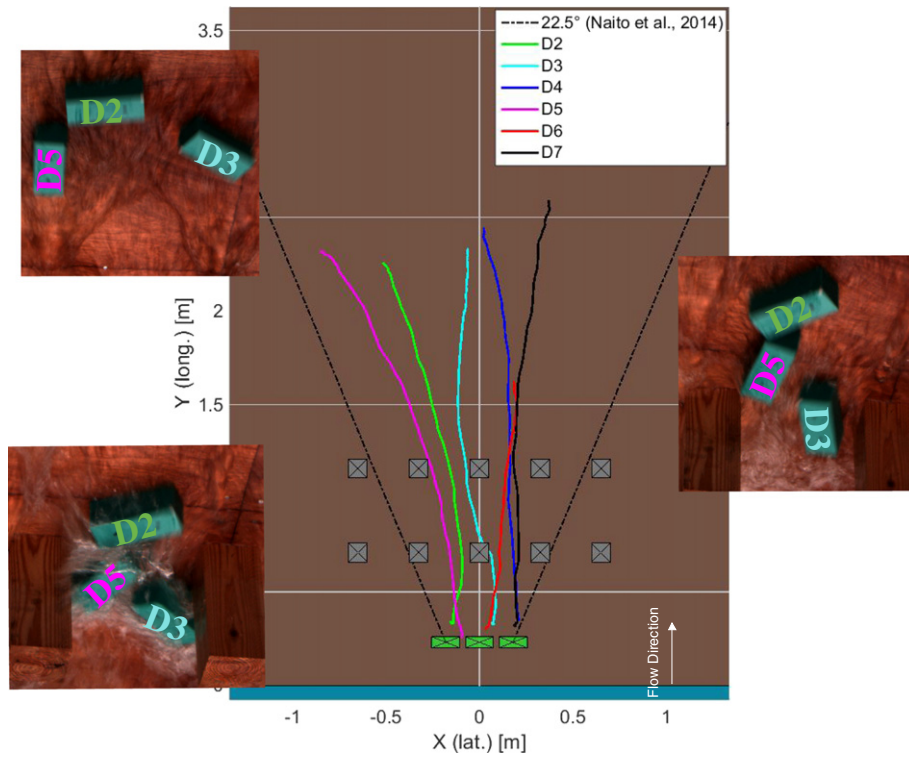 3.5
22.5° (Naito et al., 2014)
D2
D3
D4
D5
D6
D7
D2
D5
D3
D2
D5
D3
D2
D5
D3
Y (long.) [m]
2
1.5
Flow Direction
-1
-0.5
0
0.5
1
X (lat.) [m]